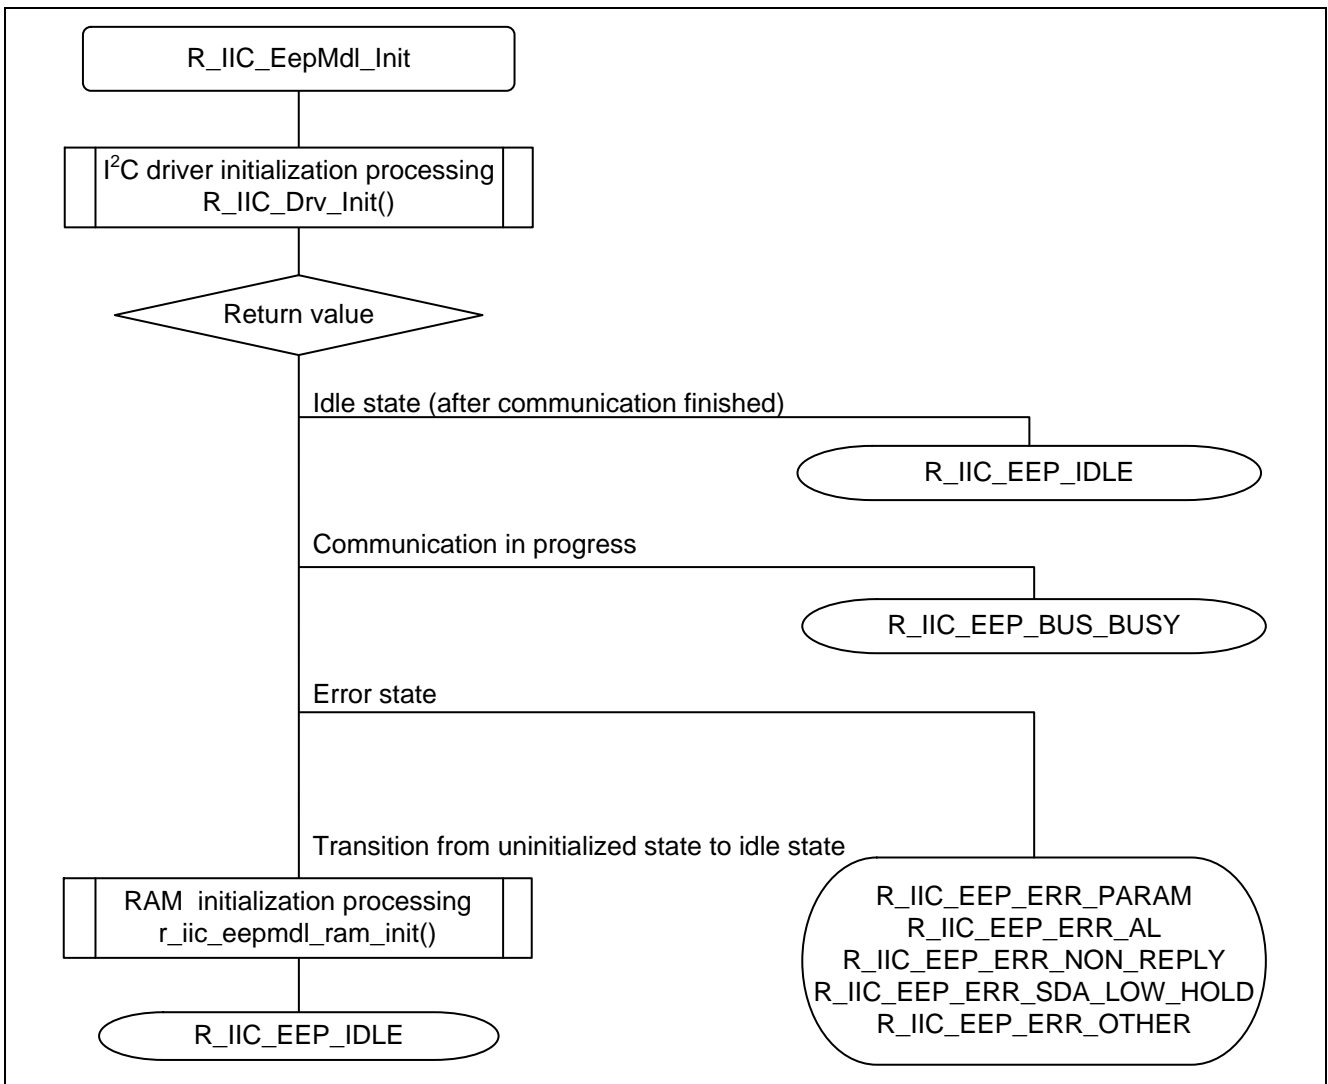 R_IIC_EepMdl_Init
I²C driver initialization processing
R_IIC_Drv_Init()
Return value
Idle state (after communication finished)
R_IIC_EEP_IDLE
Communication in progress
R_IIC_EEP_BUS_BUSY
Error state
Transition from uninitialized state to idle state
RAM  initialization processing
r_iic_eepmdl_ram_init()
R_IIC_EEP_IDLE
R_IIC_EEP_ERR_PARAM
R_IIC_EEP_ERR_AL
R_IIC_EEP_ERR_NON_REPLY
R_IIC_EEP_ERR_SDA_LOW_HOLD
R_IIC_EEP_ERR_OTHER